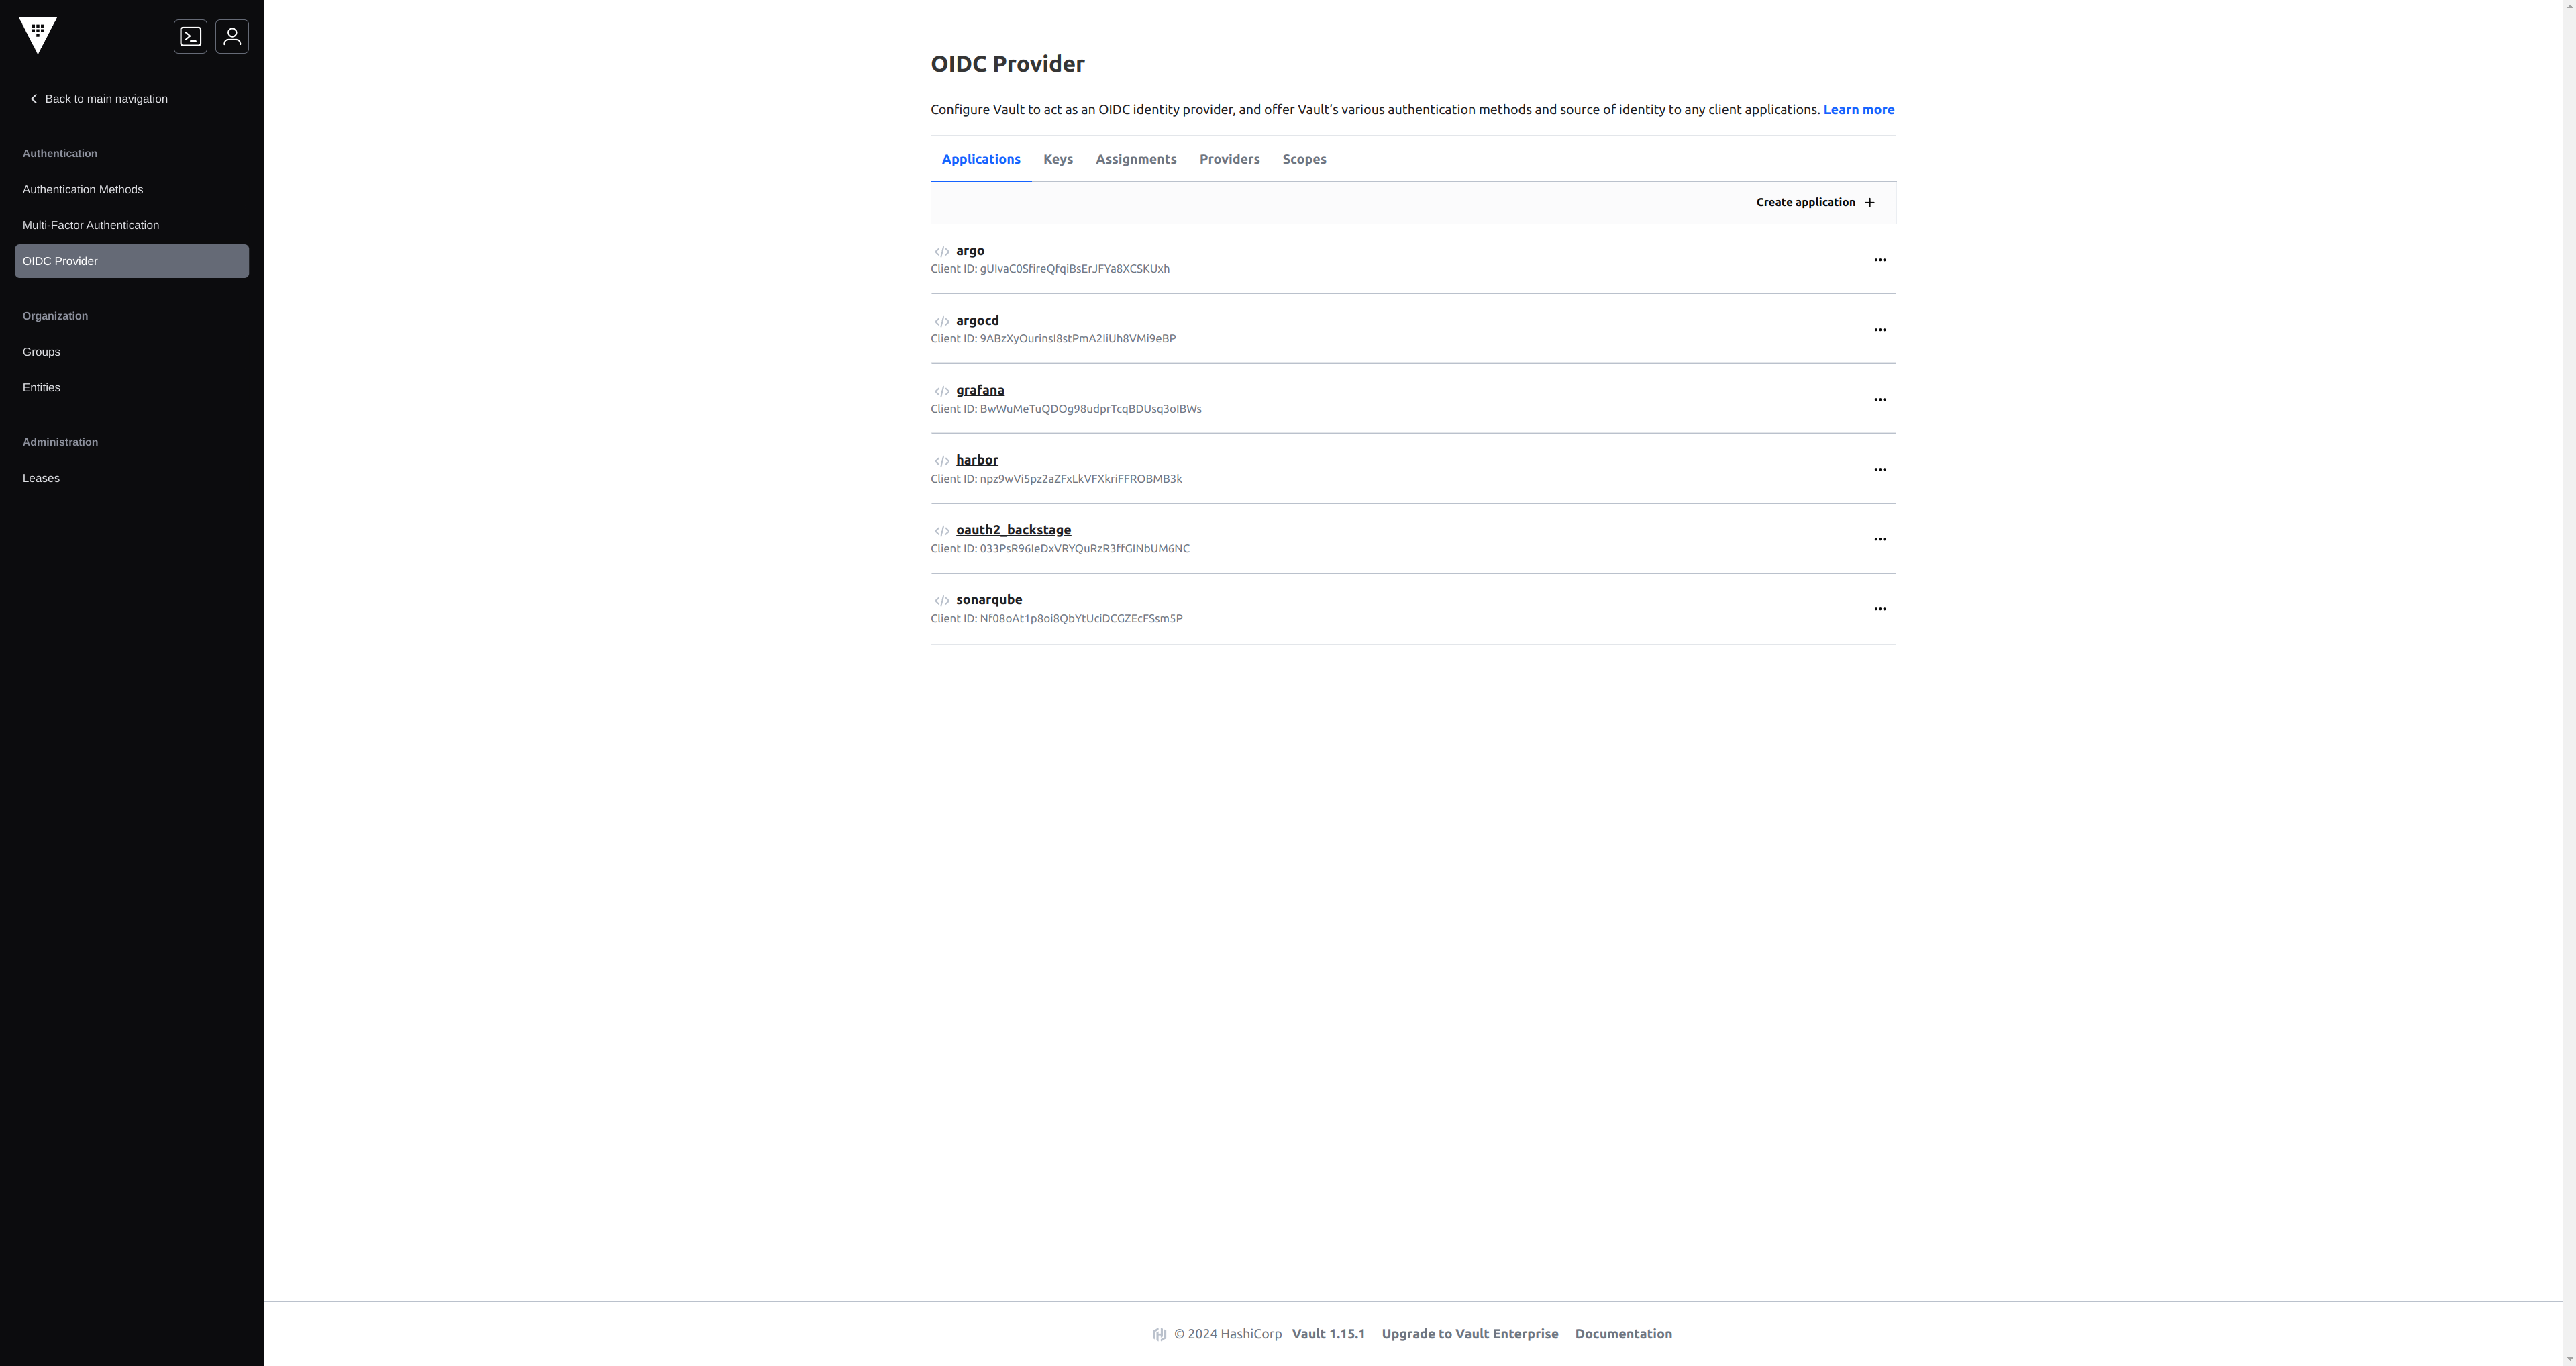 Back to main navigation
Authentication
Authentication Methods
Multi-Factor Authentication
OIDC Provider
Organization
Groups
Entities
Administration
Leases
OIDC Provider
Configure Vault to act as an OIDC identity provider, and offer Vault’s various authentication methods and source of identity to any client applications. Learn more
Applications Keys Assignments Providers Scopes
Create application
argo
Client ID: gUIvaC0SfireQfqiBsErJFYa8XCSKUxh
argocd
Client ID: 9ABzXyOurinsI8stPmA2IiUh8VMi9eBP
grafana
Client ID: BwWuMeTuQDOg98udprTcqBDUsq3oIBWs
harbor
Client ID: npz9wVi5pz2aZFxLkVFXkriFFROBMB3k
oauth2_backstage
Client ID: 033PsR96IeDxVRYQuRzR3ffGINbUM6NC
sonarqube
Client ID: Nf08oAt1p8oi8QbYtUciDCGZEcFSsm5P
© 2024 HashiCorp Vault 1.15.1 Upgrade to Vault Enterprise Documentation